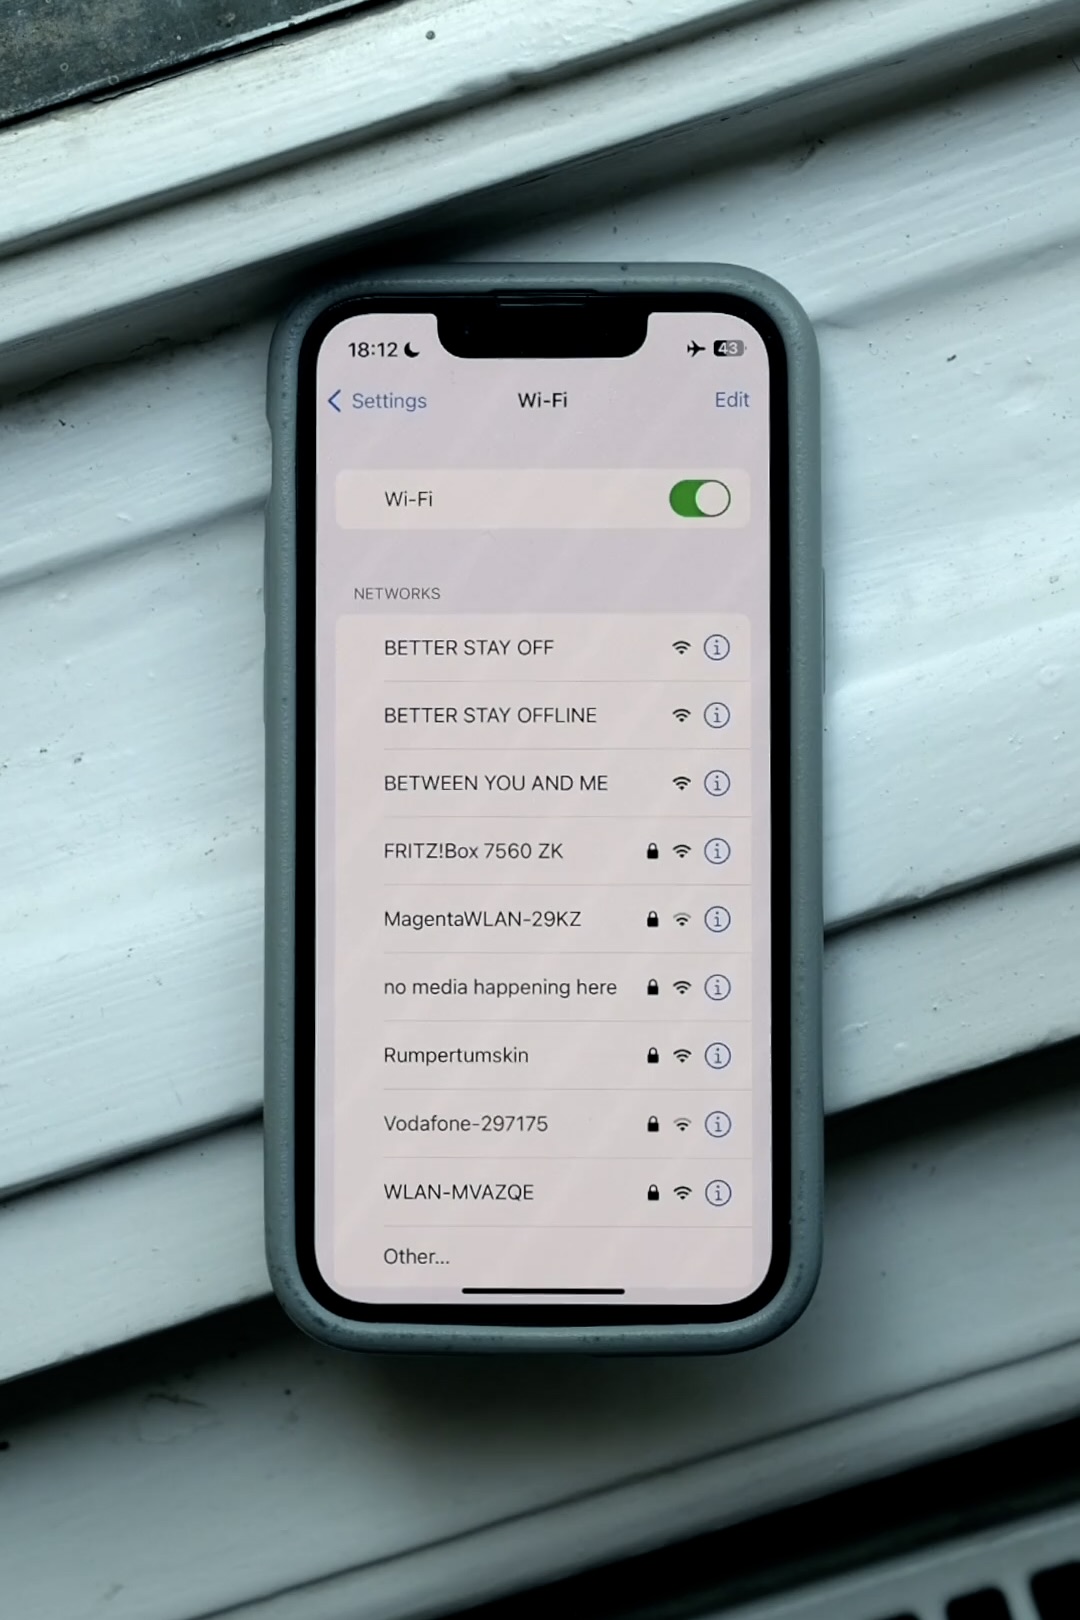 18:12
43
Settings
Wi-Fi
Edit
Wi-Fi
NETWORKS
BETTER STAY OFF
BETTER STAY OFFLINE
BETWEEN YOU AND ME
FRITZ!Box 7560 ZK
MagentaWLAN-29KZ
no media happening here
Rumpertumskin
Vodafone-297175
WLAN-MVAZQE
Other...